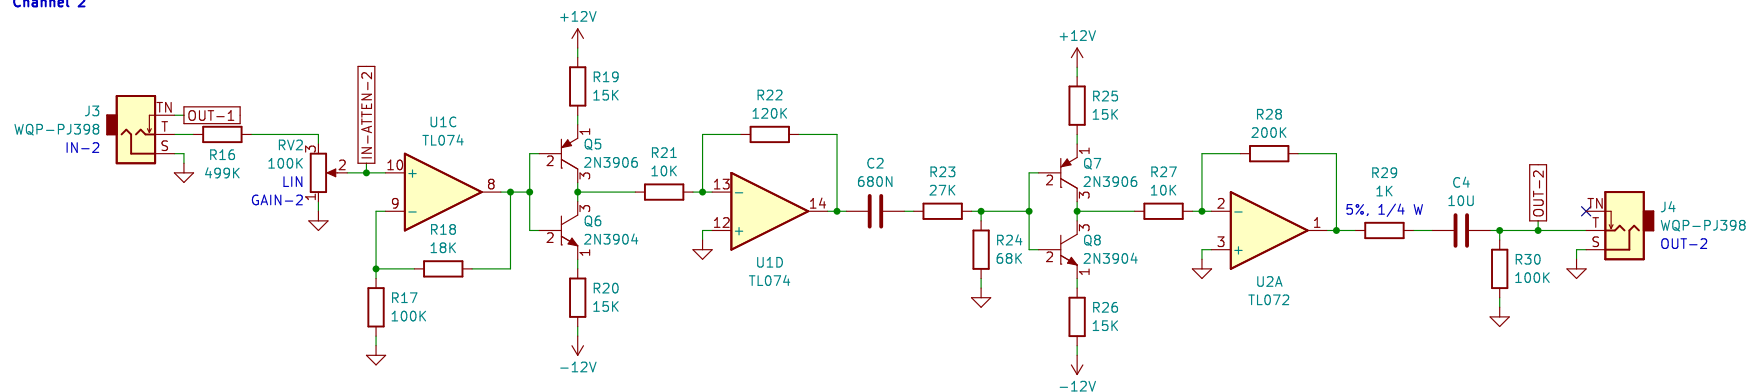 Channel 2
J3
WQP-PJ398
IN-2
TN
T
S
OUT-1
R16
499K
RV2
100K
LIN
GAIN-2
3
2
1
IN-ATTEN-2
U1C
TL074
10
+
9
−
8
R18
18K
R17
100K
+12V
R19
15K
1
Q5
2N3906
2
3
3
Q6
2N3904
2
1
R20
15K
-12V
R21
10K
R22
120K
13
−
12
+
14
U1D
TL074
C2
680N
R23
27K
R24
68K
+12V
R25
15K
1
Q7
2N3906
2
3
3
Q8
2N3904
2
1
R26
15K
-12V
R27
10K
R28
200K
2
−
3
+
1
U2A
TL072
R29
1K
5%, 1/4 W
C4
10U
R30
100K
OUT-2
TN
T
S
J4
WQP-PJ398
OUT-2